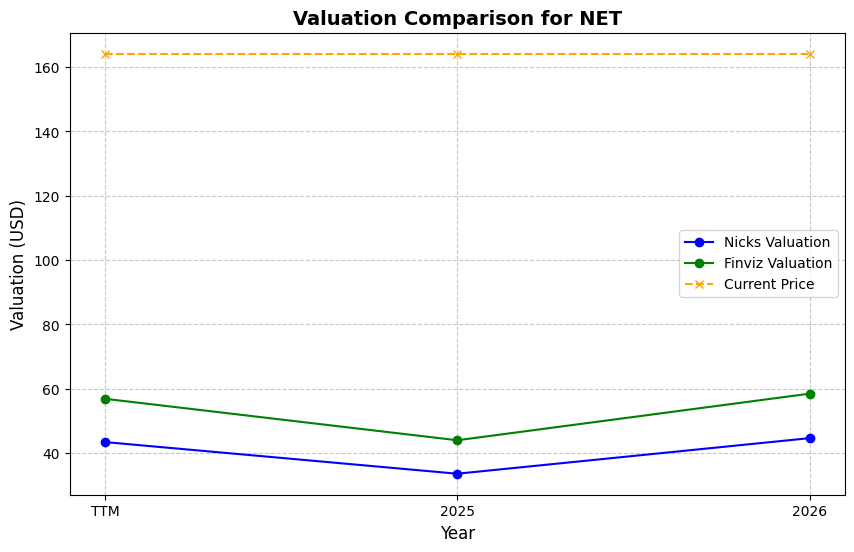 Valuation Comparison for NET
Valuation (USD)
160
140
120
100
80
60
40
Nicks Valuation
Finviz Valuation
Current Price
TTM
2025
2026
Year